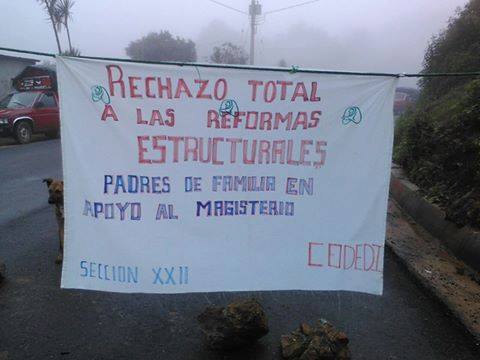 RECHAZO TOTAL
A LAS REFORMAS
ESTRUCTURALES
PADRES DE FAMILIA EN
APOYO AL MAGISTERIO
CODEDI
SECCION XXII